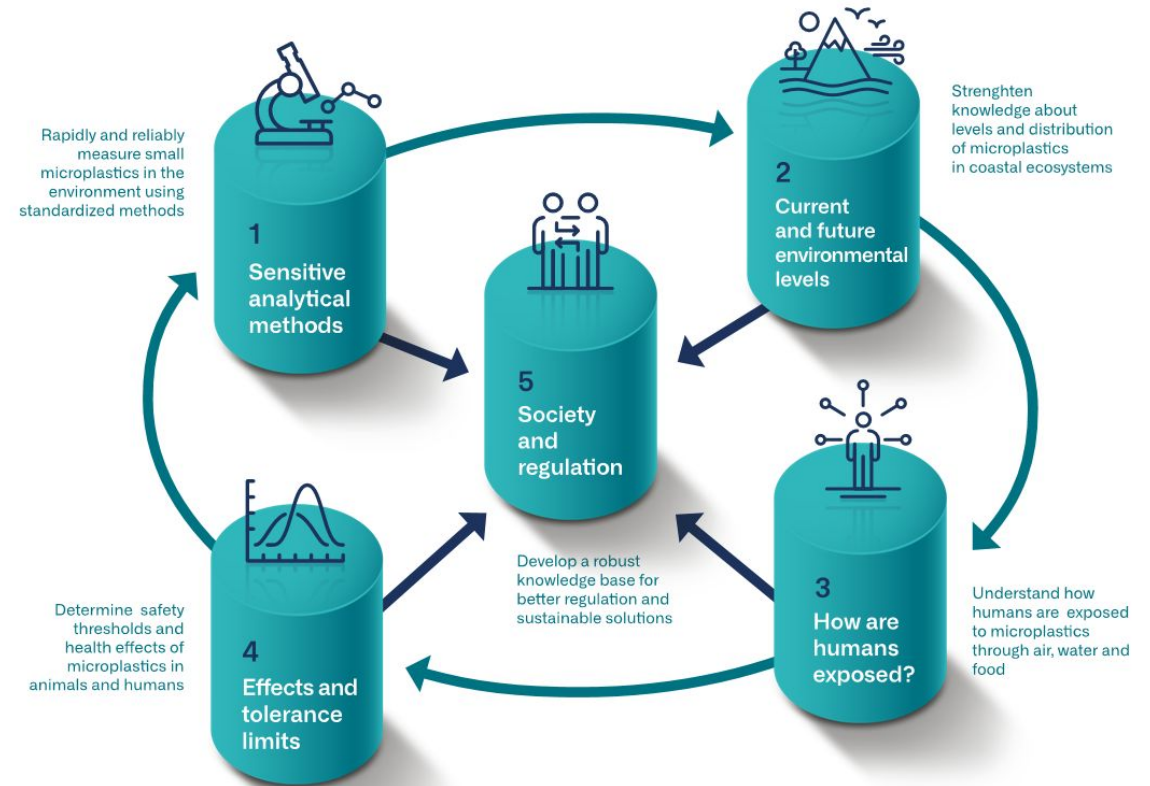 Rapidly and reliably
measure small
microplastics in the
environment using
standardized methods
1
Sensitive
analytical
methods
2
Current
and future
environmental
levels
Strenghten
knowledge about
levels and distribution
of microplastics
in coastal ecosystems
5
Society
and
regulation
Develop a robust
knowledge base for
better regulation and
sustainable solutions
3
How are
humans
exposed?
Understand how
humans are exposed
to microplastics
through air, water and
food
Determine safety
thresholds and
health effects of
microplastics in
animals and humans
4
Effects and
tolerance
limits